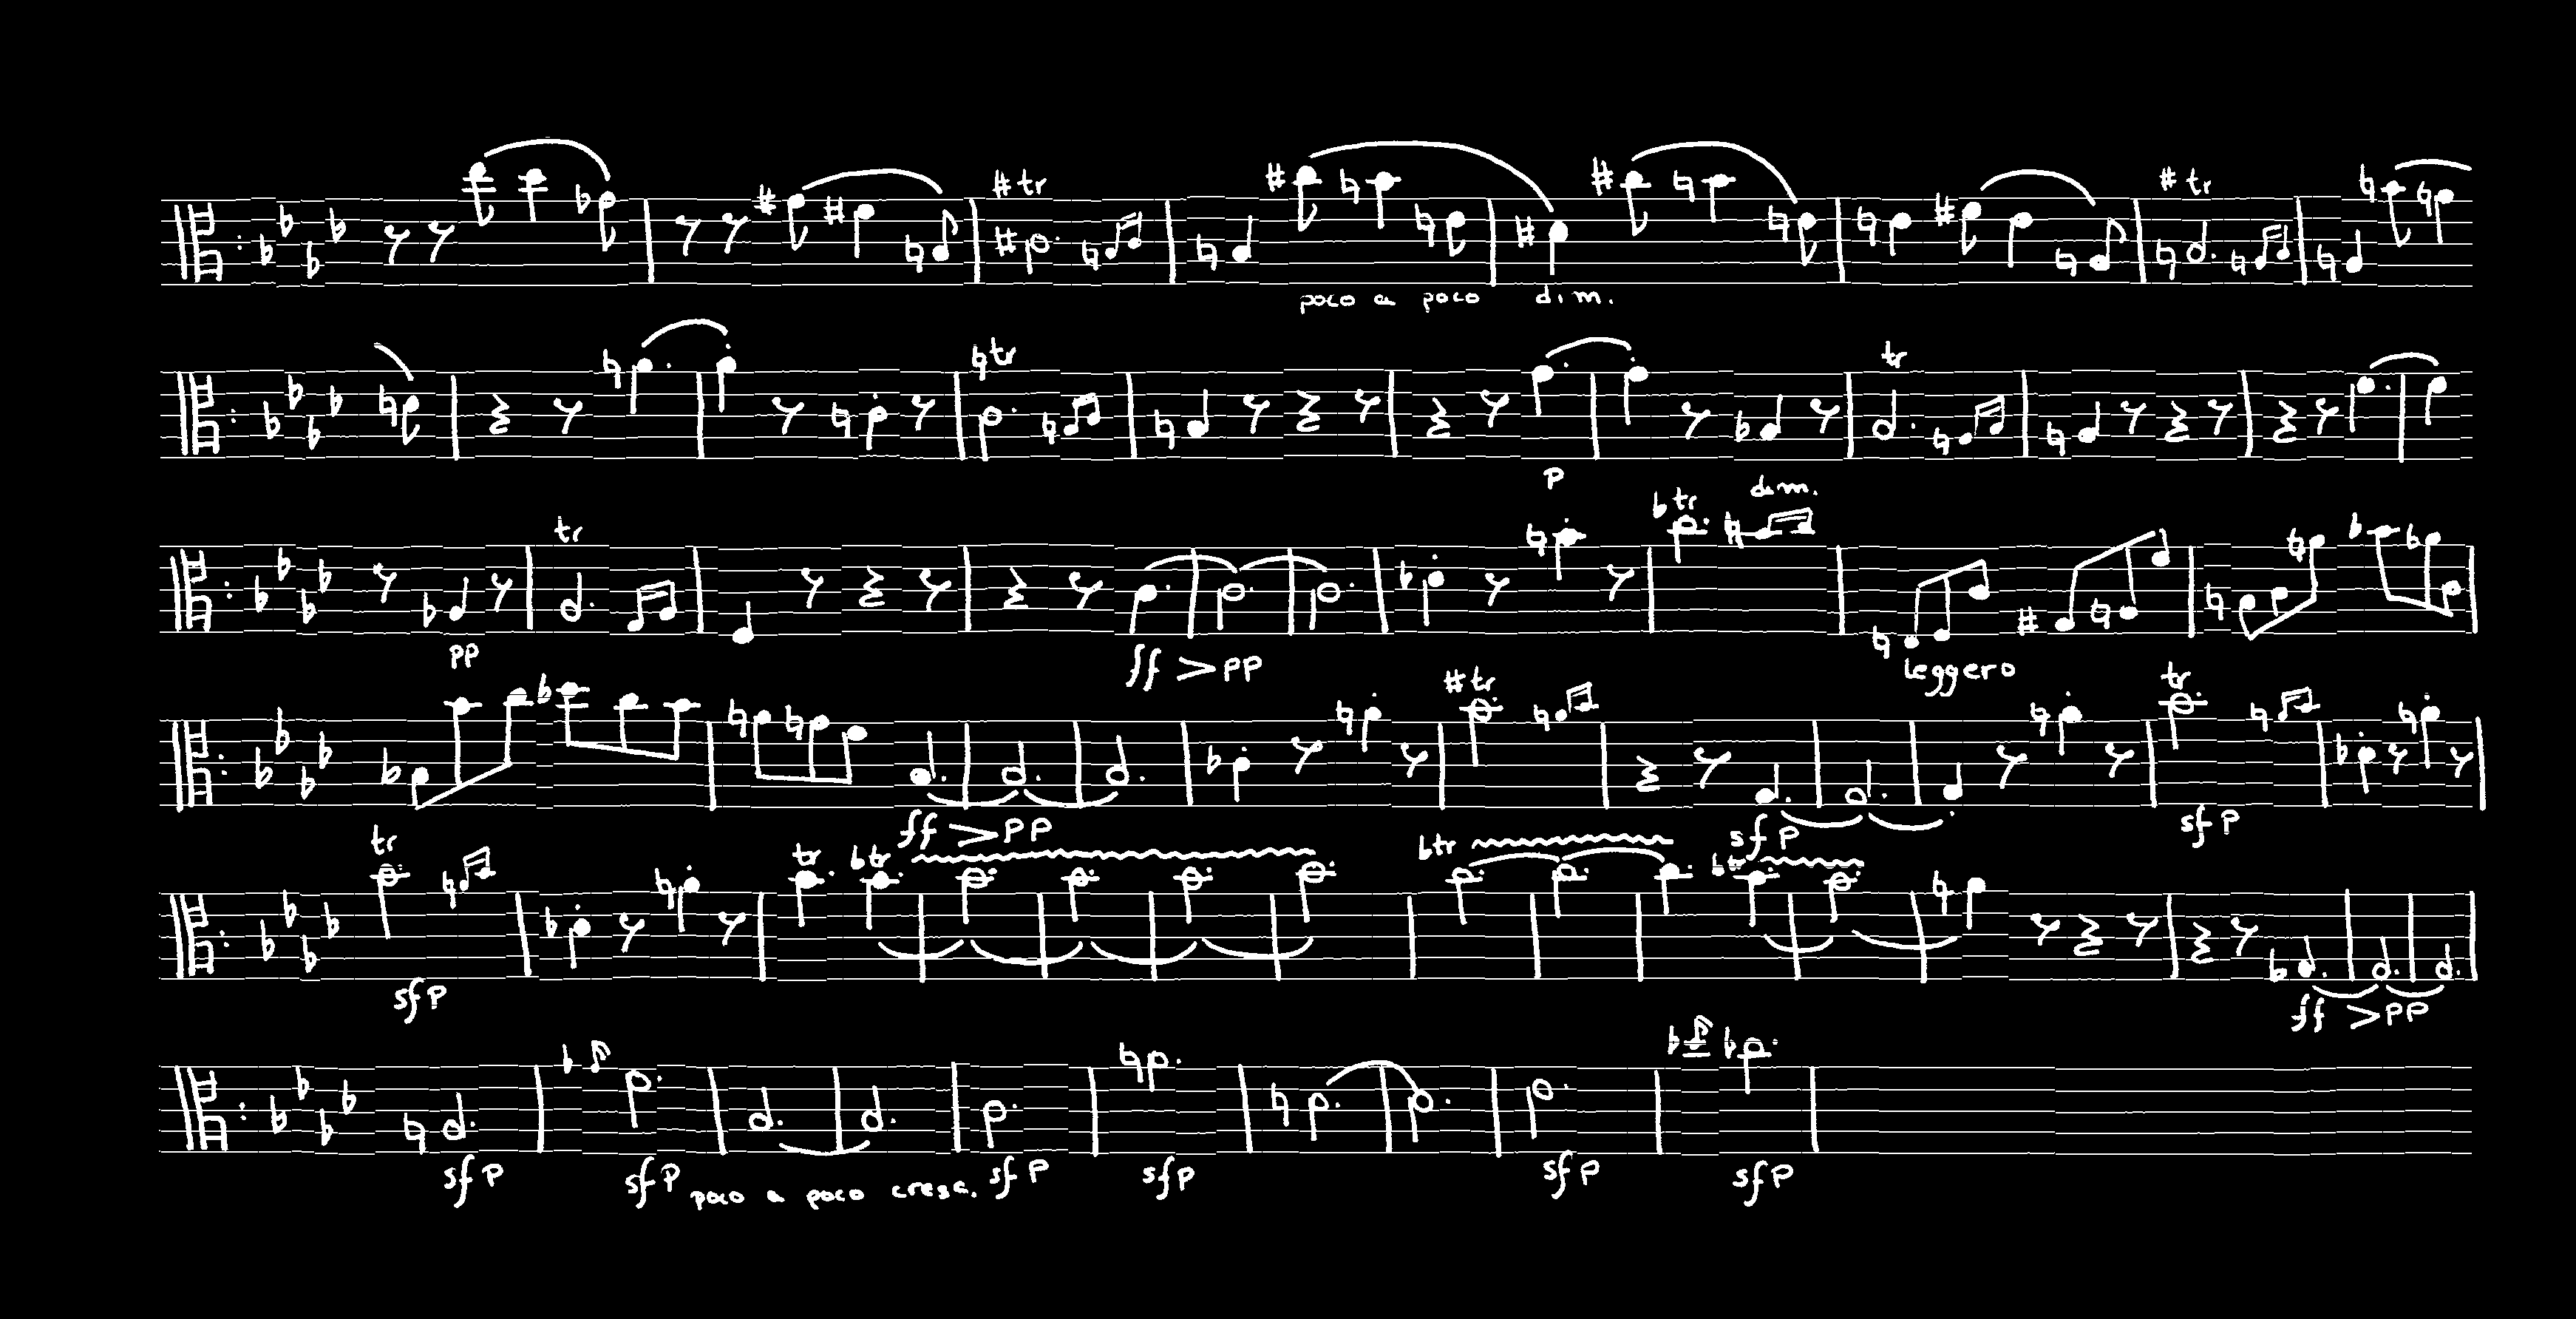 tr tr
poco a poco dim.
tr tr
p
tr tr dim.
pp ff > pp leggero
tr tr
ff > pp sf p sf p
tr tr tr tr tr
sf p ff > pp
sf p sf p poco a poco cresc. sf p sf p sf p sf p